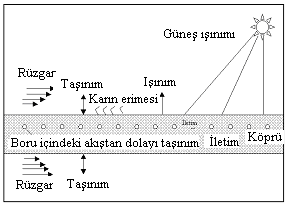 Güneş ışınımı
Rüzgar
Taşınım
Işınım
Karın erimesi
İletim
Boru içindeki akıştan dolayı taşınım
İletim
Köprü
Rüzgar
Taşınım